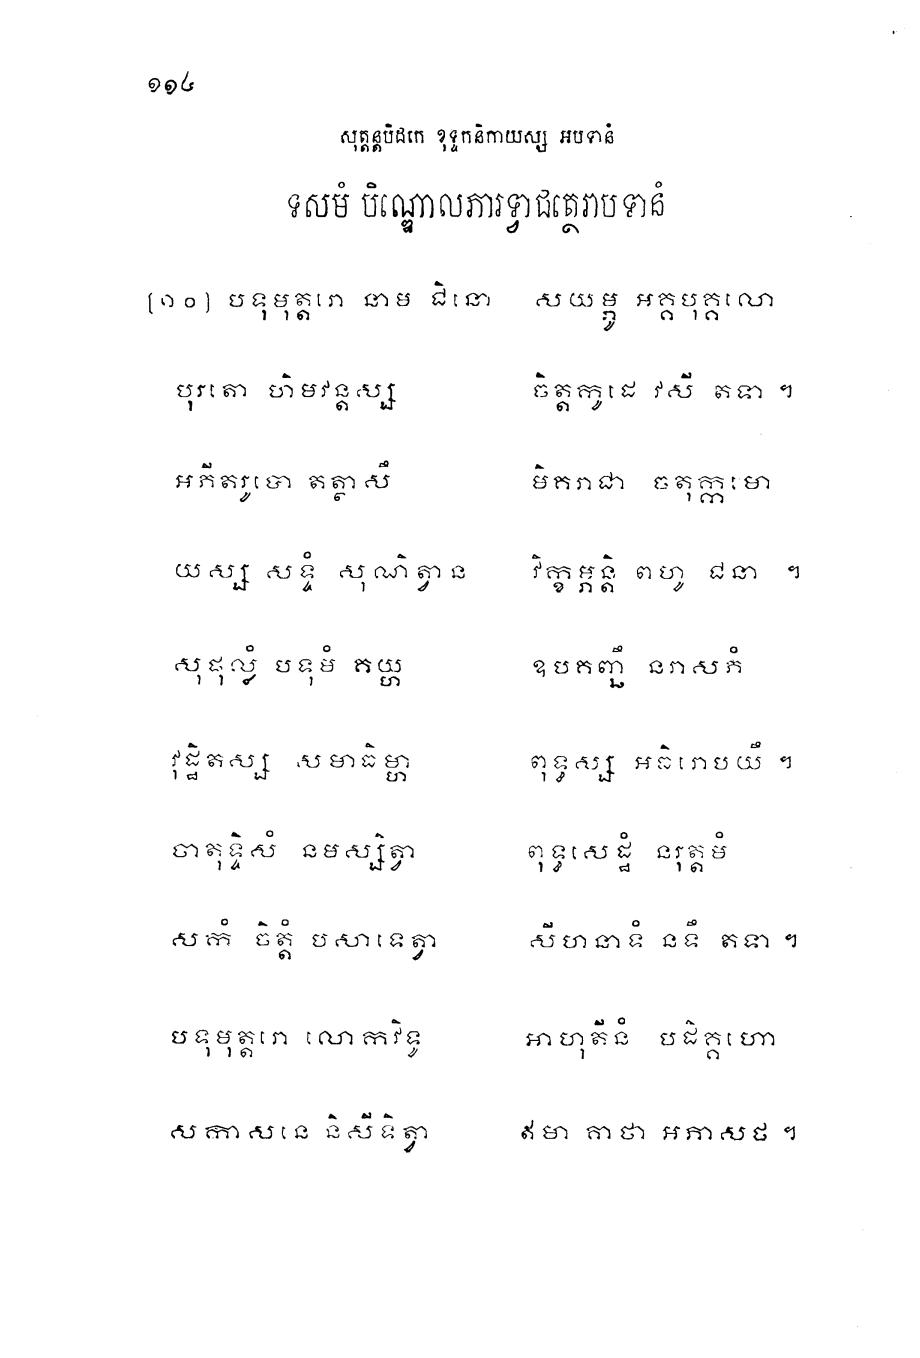 ១១៤
សុត្តន្តបិដកេ ខុទ្ទកនិកាយស្ស អបទានំ
ទសមំ បិណ្ឌោលភារទ្វាជត្ថេរាបទានំ
[១០] បទុមុត្តរោ នាម ជិនោ សយម្ភូ អគ្គបុគ្គលោ
បុរតោ ហិមវន្តស្ស ចិត្តកូដេ វសី តទា ។
អភីតរូបោ តត្ថាសឹ មិគរាជា ចតុក្កមោ
យស្ស សទ្ទំ សុណិត្វាន វិក្ខម្ភន្តិ ពហូ ជនា ។
សុផុល្លំ បទុមំ គយ្ហ ឧបគញ្ឆឹ នរាសភំ
វុដ្ឋិតស្ស សមាធិម្ហា ពុទ្ធស្ស អភិរោបយឹ ។
ចាតុទ្ទិសំ នមស្សិត្វា ពុទ្ធសេដ្ឋំ នរុត្តមំ
សកំ ចិត្តំ បសាទេត្វា សីហនាទំ នទឹ តទា ។
បទុមុត្តរោ លោកវិទូ អាហុតីនំ បដិគ្គហោ
សកាសនេ និសីទិត្វា ឥមា គាថា អភាសថ ។